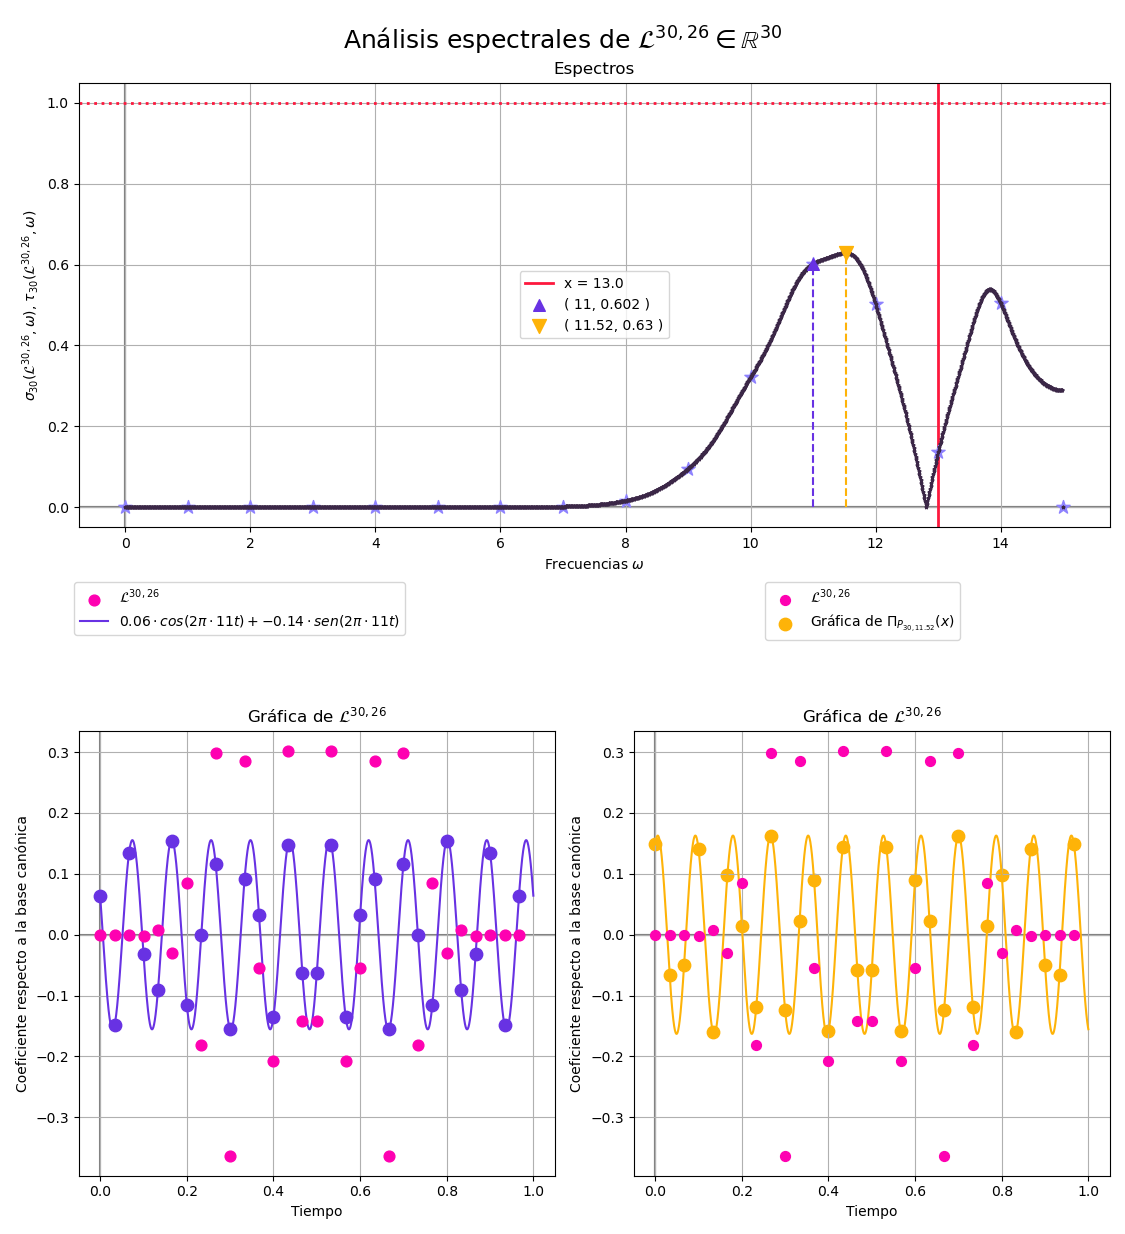 Análisis espectrales de 𝓛^{30,26} ∈ ℝ^{30}
Espectros
1.0
0.8
0.6
0.4
0.2
0.0
σ_{30}(𝓛^{30,26}, ω), τ_{30}(𝓛^{30,26}, ω)
x = 13.0
( 11, 0.602 )
( 11.52, 0.63 )
0 2 4 6 8 10 12 14
Frecuencias ω
𝓛^{30,26}
0.06 · cos(2π · 11t) + −0.14 · sen(2π · 11t)
𝓛^{30,26}
Gráfica de Π_{P_{30,11.52}}(x)
Gráfica de 𝓛^{30,26}
0.3
0.2
0.1
0.0
−0.1
−0.2
−0.3
Coeficiente respecto a la base canónica
0.0 0.2 0.4 0.6 0.8 1.0
Tiempo
Gráfica de 𝓛^{30,26}
0.3
0.2
0.1
0.0
−0.1
−0.2
−0.3
Coeficiente respecto a la base canónica
0.0 0.2 0.4 0.6 0.8 1.0
Tiempo